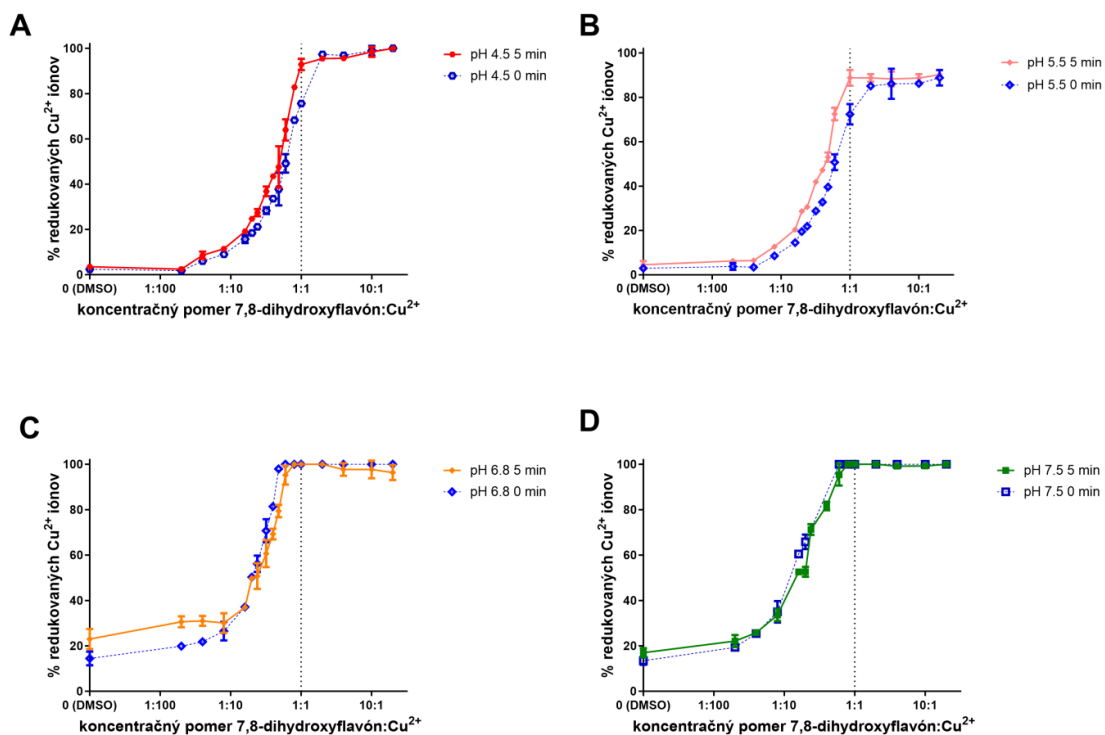 A
% redukovaných Cu²⁺ iónov
100
80
60
40
20
0
0 (DMSO) 1:100 1:10 1:1 10:1
koncentračný pomer 7,8-dihydroxyflavón:Cu²⁺
pH 4.5 5 min
pH 4.5 0 min
B
% redukovaných Cu²⁺ iónov
100
80
60
40
20
0
0 (DMSO) 1:100 1:10 1:1 10:1
koncentračný pomer 7,8-dihydroxyflavón:Cu²⁺
pH 5.5 5 min
pH 5.5 0 min
C
% redukovaných Cu²⁺ iónov
100
80
60
40
20
0
0 (DMSO) 1:100 1:10 1:1 10:1
koncentračný pomer 7,8-dihydroxyflavón:Cu²⁺
pH 6.8 5 min
pH 6.8 0 min
D
% redukovaných Cu²⁺ iónov
100
80
60
40
20
0
0 (DMSO) 1:100 1:10 1:1 10:1
koncentračný pomer 7,8-dihydroxyflavón:Cu²⁺
pH 7.5 5 min
pH 7.5 0 min